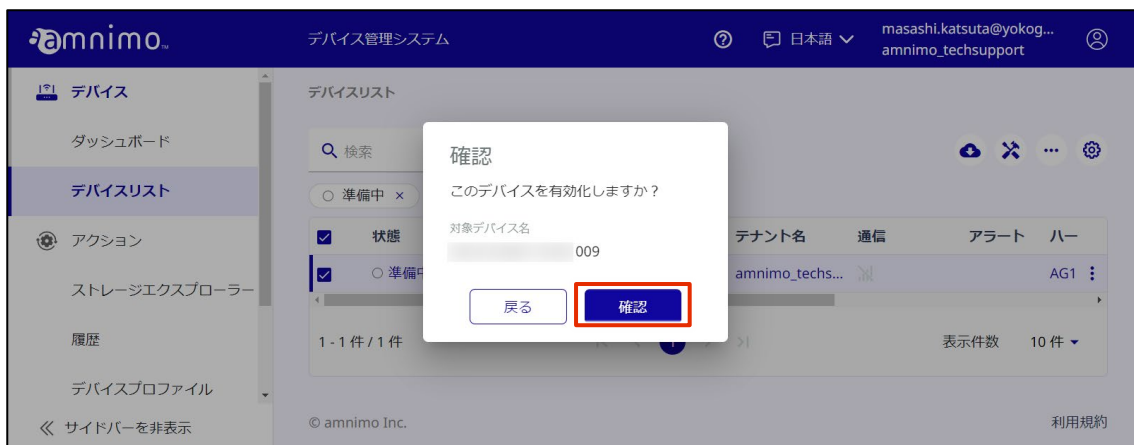 amnimo™
デバイス管理システム
日本語
masashi.katsuta@yokog...
amnimo_techsupport
デバイス
ダッシュボード
デバイスリスト
アクション
ストレージエクスプローラー
履歴
デバイスプロファイル
サイドバーを非表示
デバイスリスト
検索
準備中 ×
状態
テナント名
通信
アラート
ハー
準備中
amnimo_techs...
AG1
1 - 1 件 / 1 件
1
表示件数
10 件
© amnimo Inc.
利用規約
確認
このデバイスを有効化しますか？
対象デバイス名
009
戻る
確認